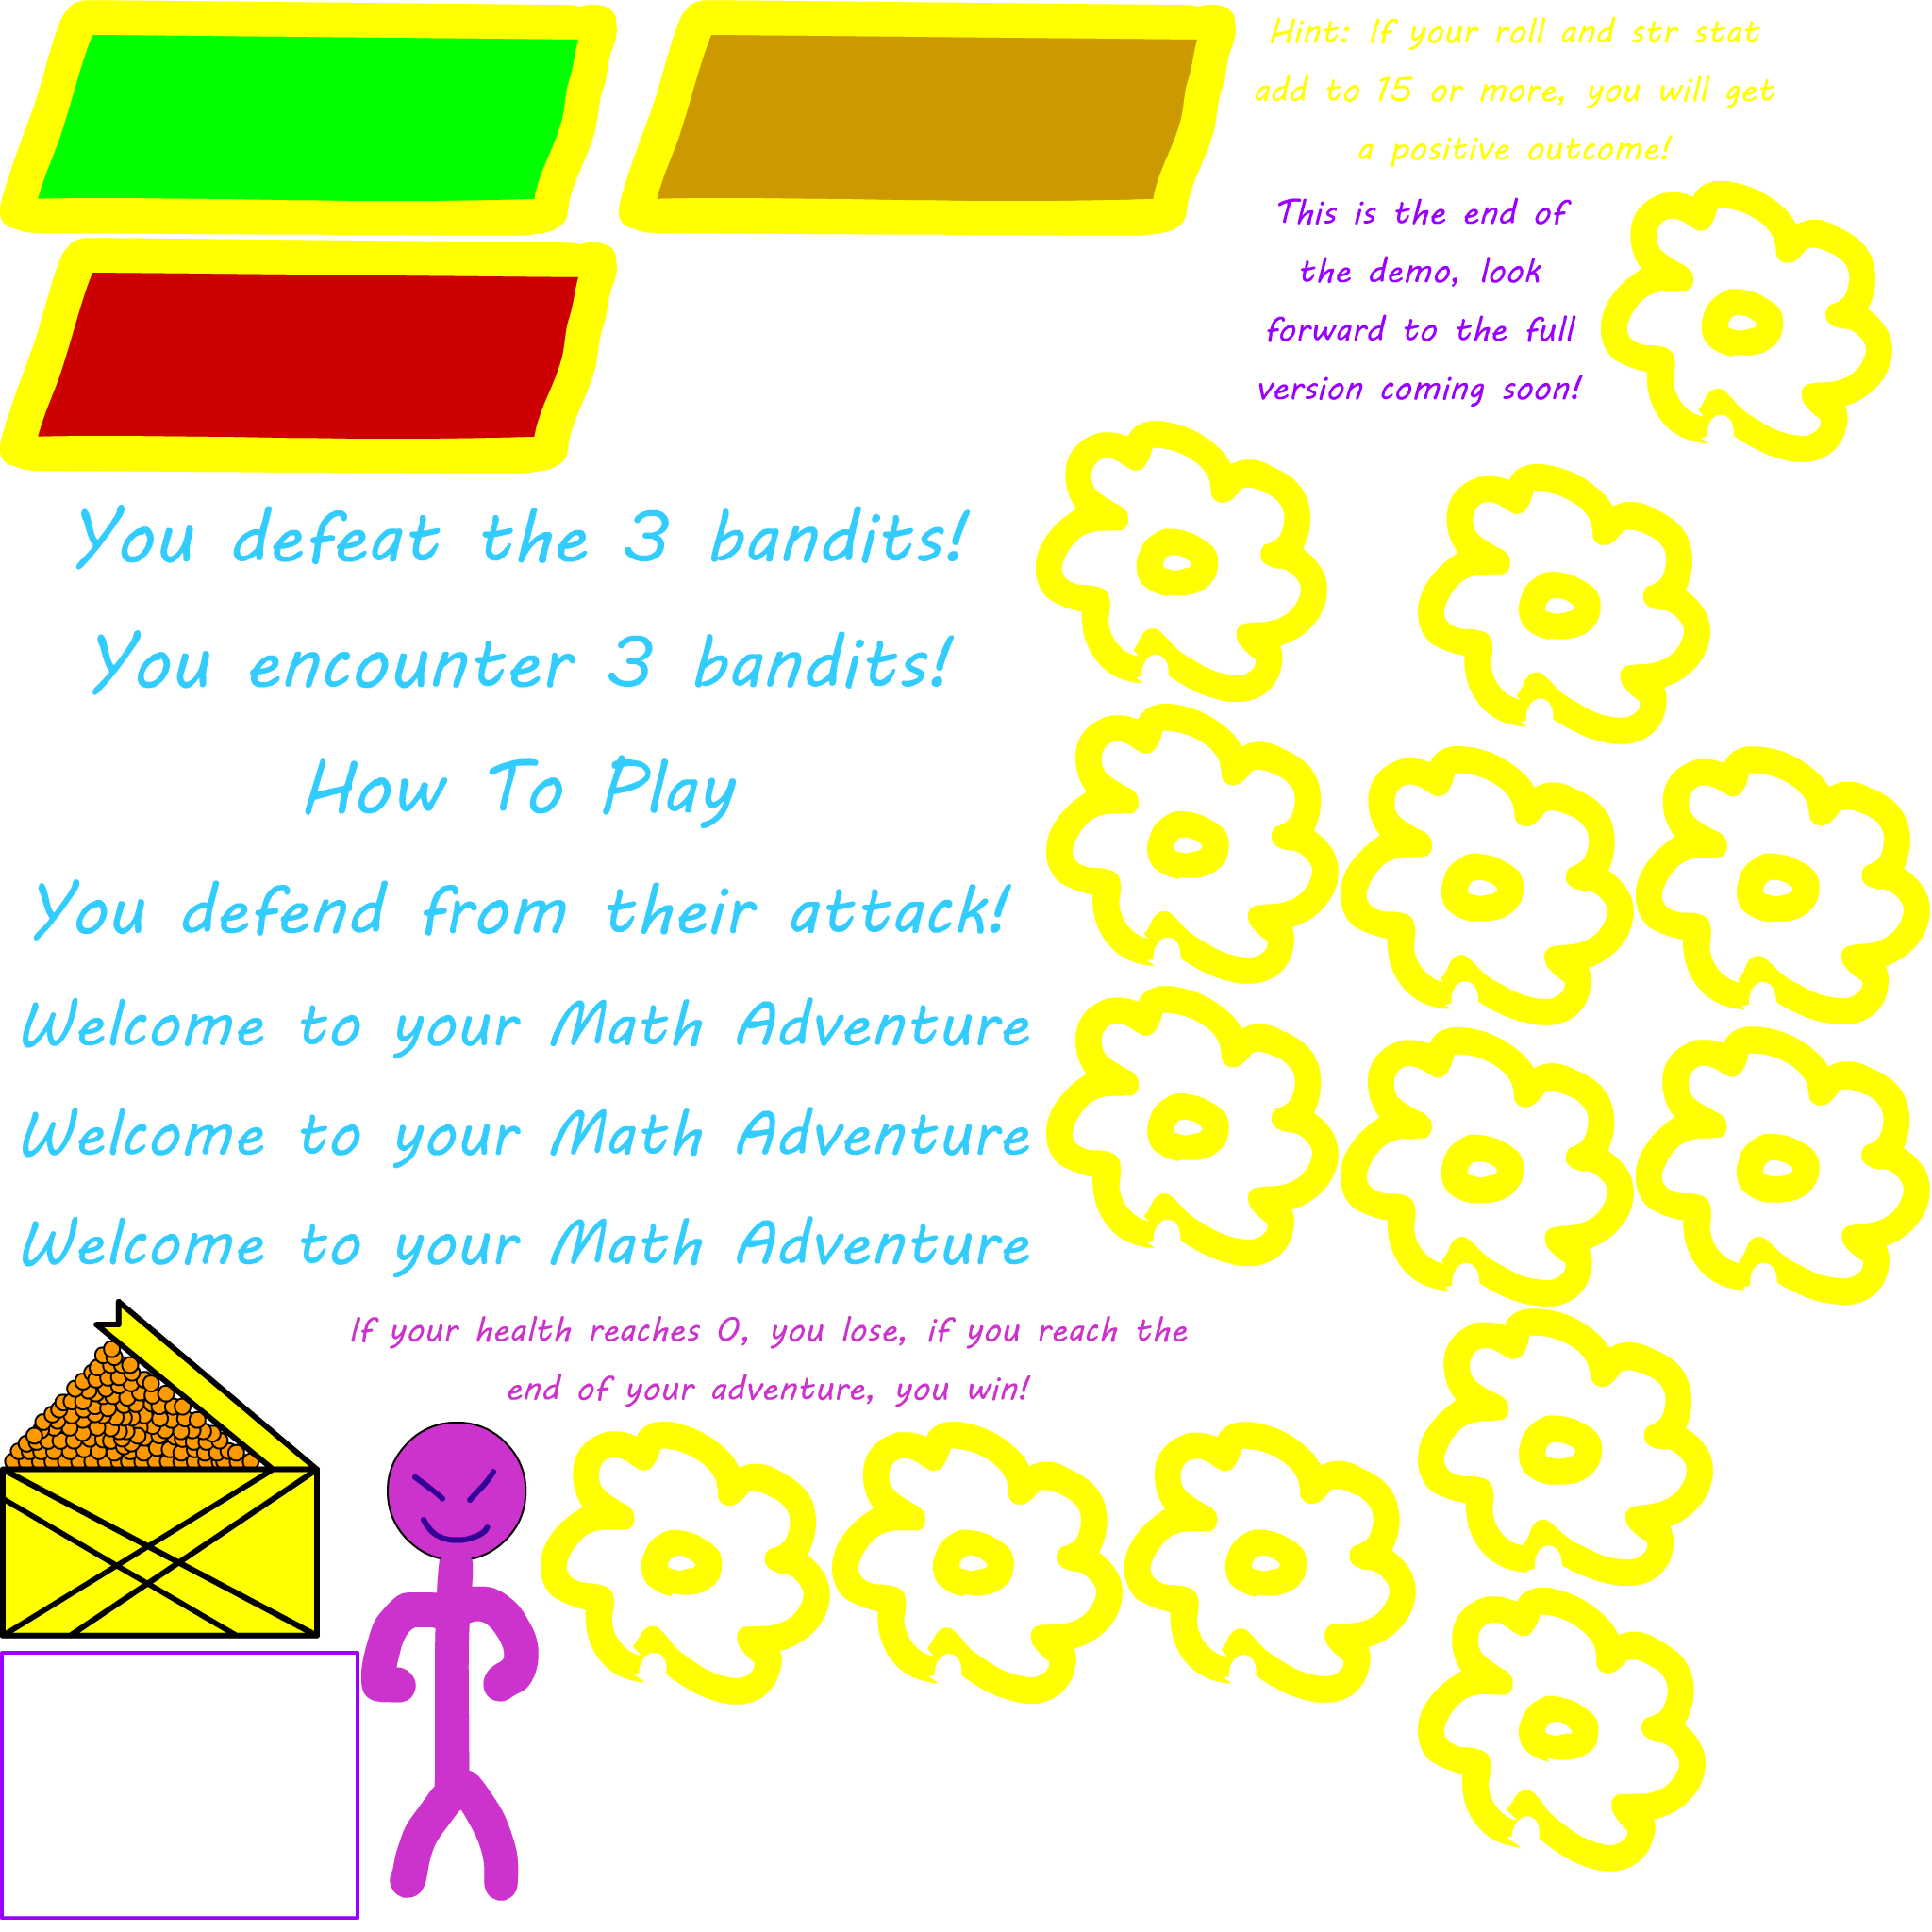 Hint: If your roll and str stat
add to 15 or more, you will get
a positive outcome!
This is the end of
the demo, look
forward to the full
version coming soon!
You defeat the 3 bandits!
You encounter 3 bandits!
How To Play
You defend from their attack!
Welcome to your Math Adventure
Welcome to your Math Adventure
Welcome to your Math Adventure
If your health reaches 0, you lose, if you reach the
end of your adventure, you win!